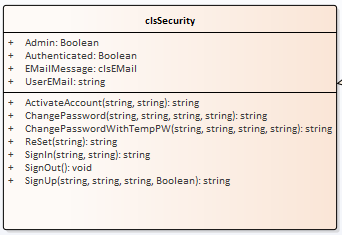 clsSecurity
+ Admin: Boolean
+ Authenticated: Boolean
+ EMailMessage: clsEMail
+ UserEMail: string
+ ActivateAccount(string, string): string
+ ChangePassword(string, string, string, string): string
+ ChangePasswordWithTempPW(string, string, string, string): string
+ ReSet(string): string
+ SignIn(string, string): string
+ SignOut(): void
+ SignUp(string, string, string, Boolean): string